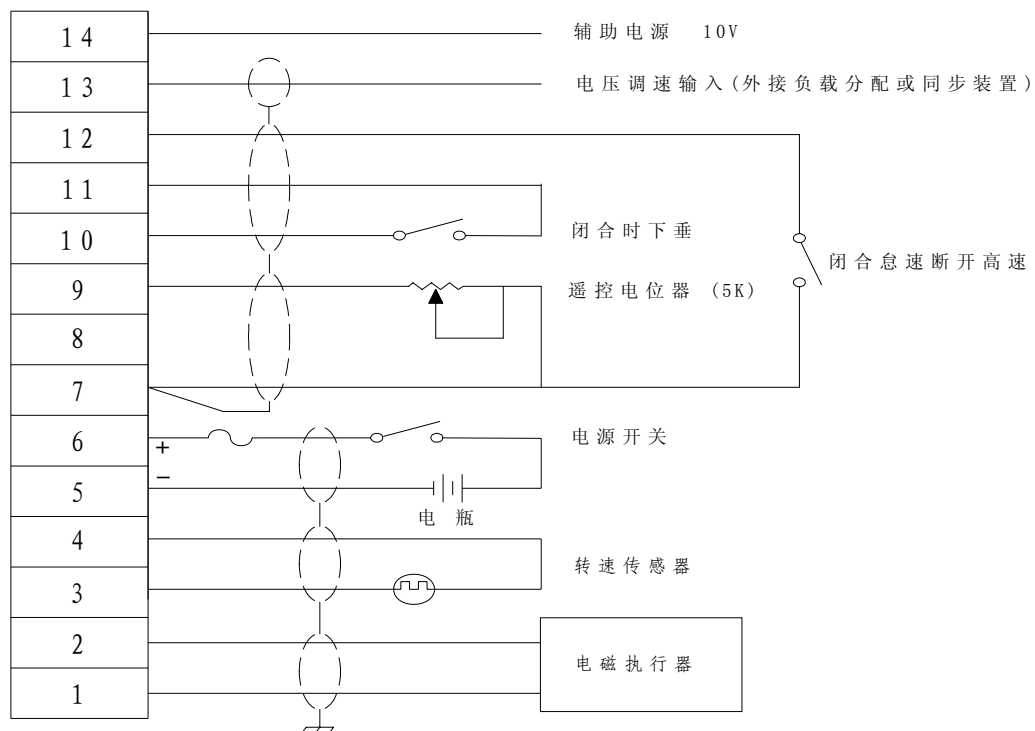 14 辅助电源 10V
13 电压调速输入(外接负载分配或同步装置)
12
11
10 闭合时下垂
闭合怠速断开高速
9 遥控电位器 (5K)
8
7
6 + 电源开关
5 −
电 瓶
4
转速传感器
3
2
电磁执行器
1